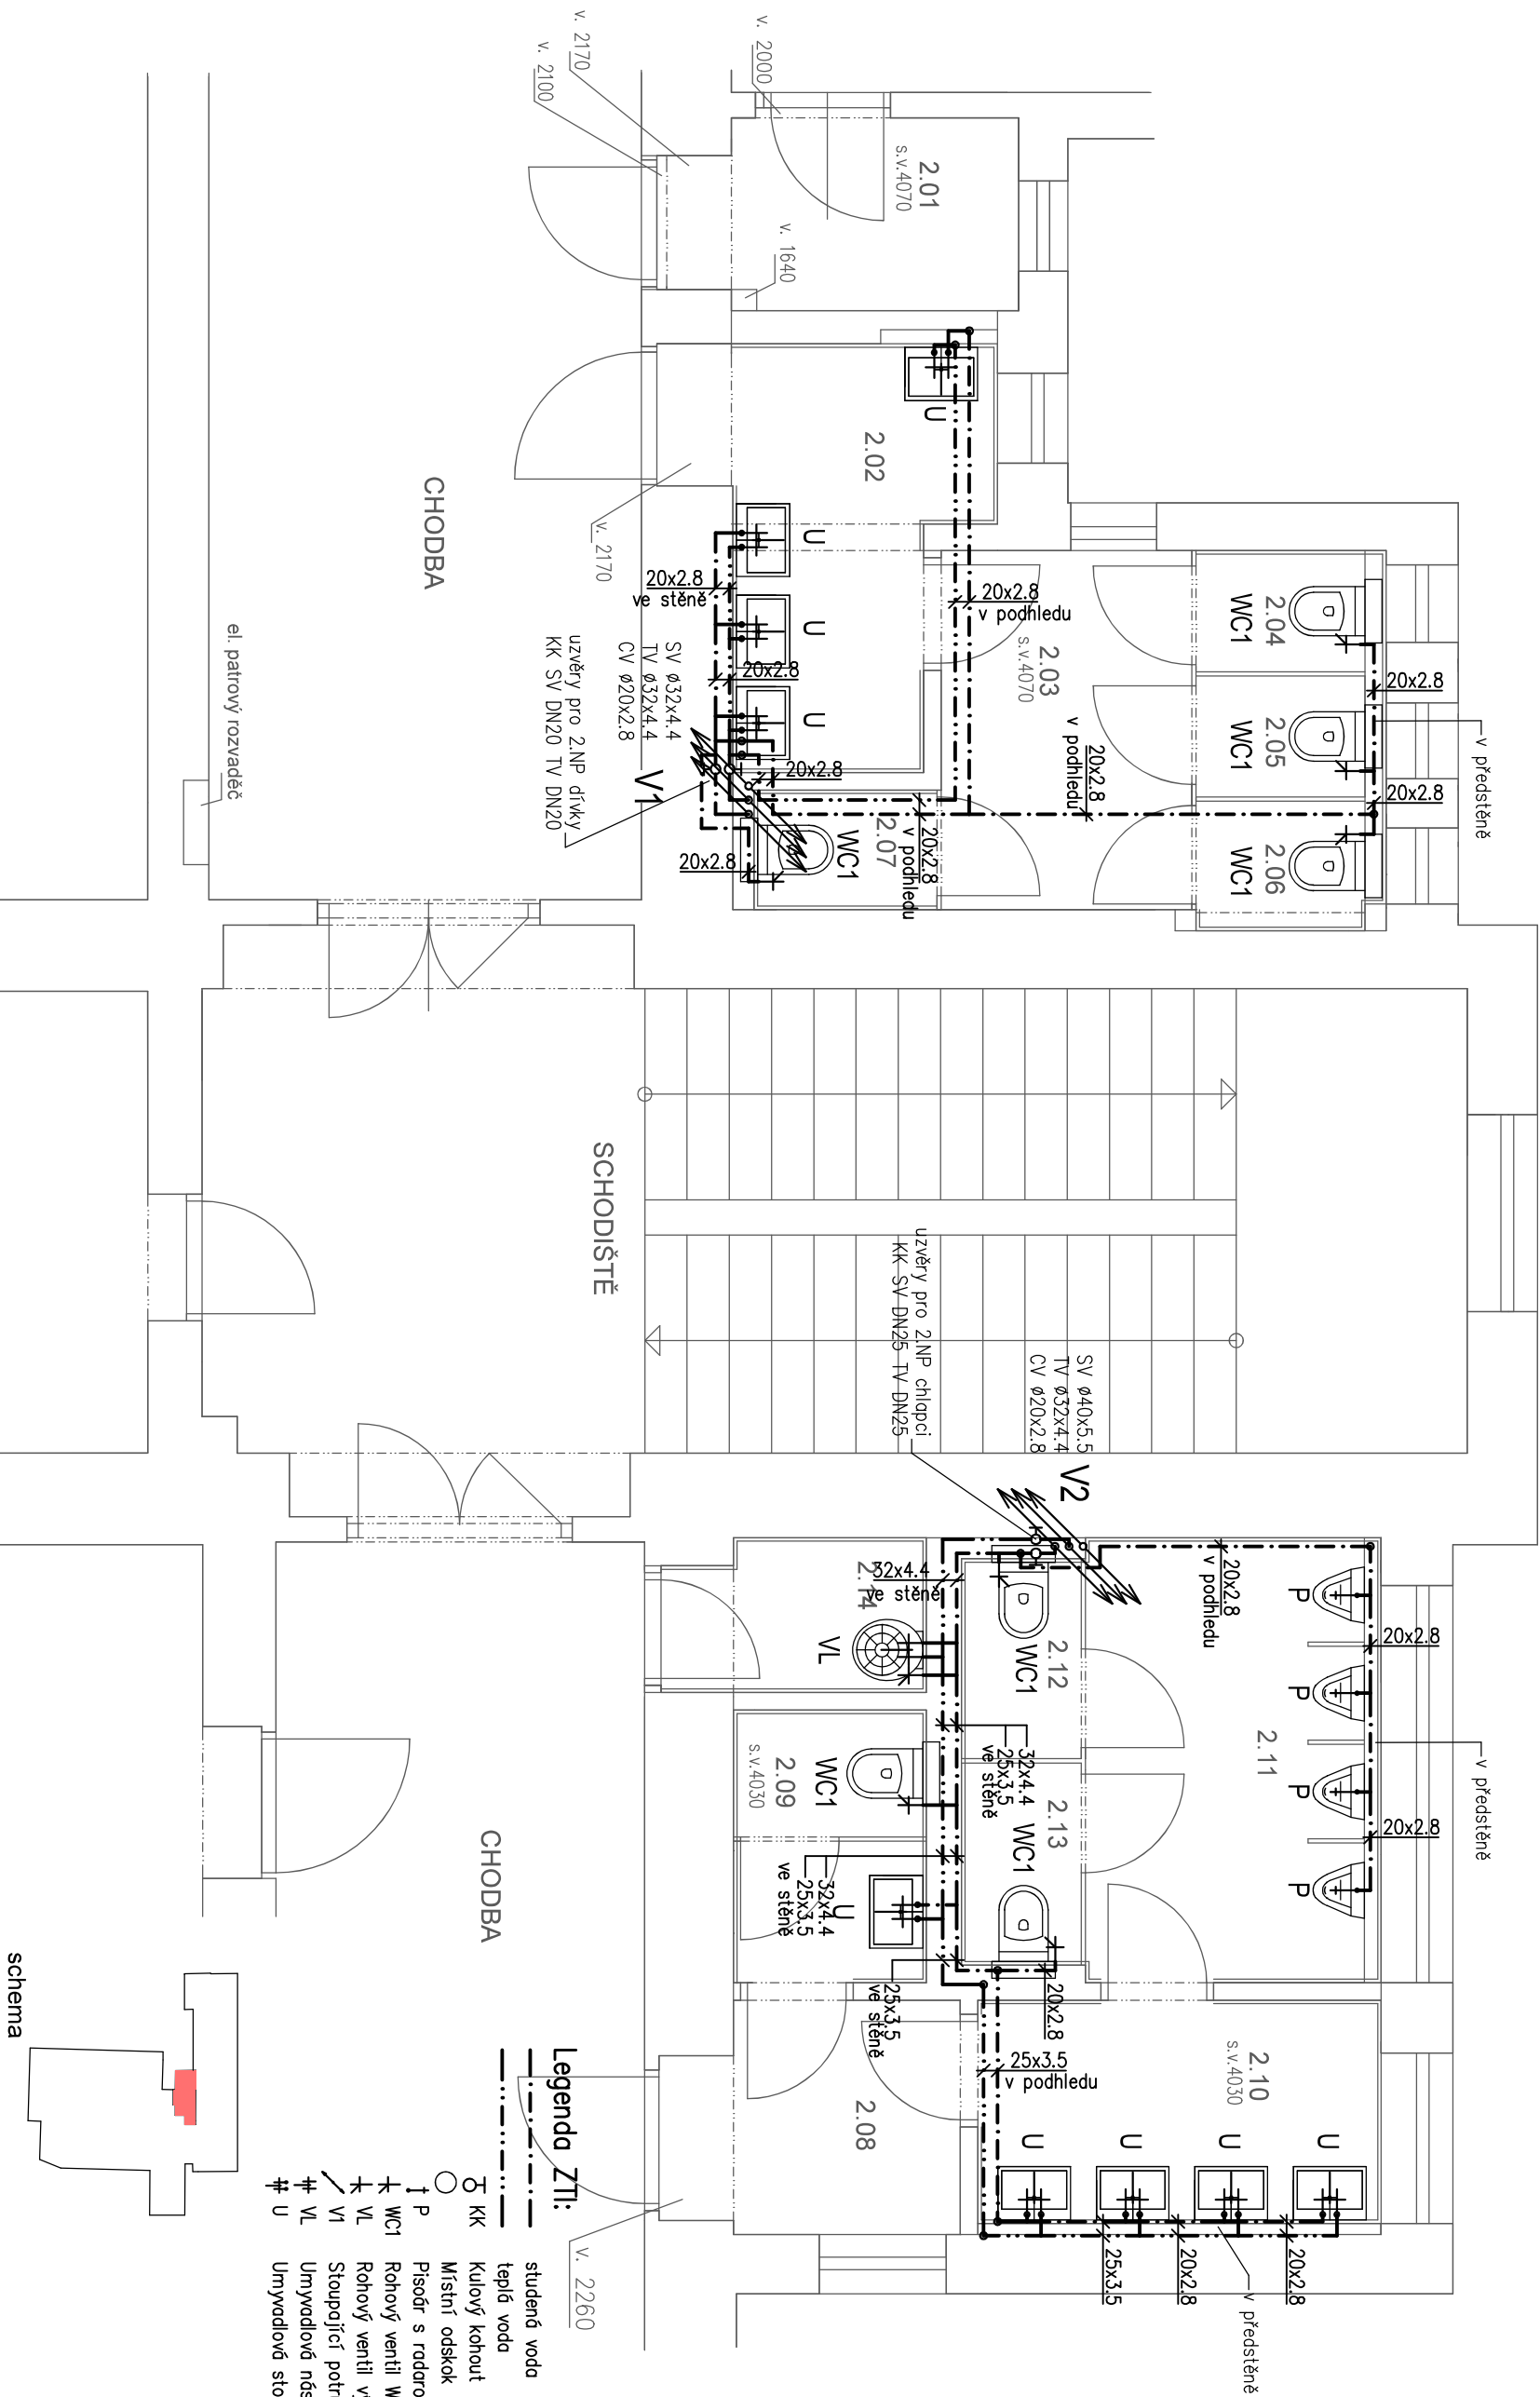 v. 2170
v. 2100
v. 2000
2.01
s.v.4070
v. 1640
U
2.02
v. 2170
CHODBA
el. patrový rozvaděč
20x2.8
ve stěně
U
U
U
20x2.8
SV ø32x4.4
TV ø32x4.4
CV ø20x2.8
uzvěry pro 2.NP dívky
KK SV DN20 TV DN20
V1
20x2.8
20x2.8
20x2.8
v podhledu
2.03
s.v.4070
20x2.8
v podhledu
2.04
WC1
2.05
WC1
2.06
WC1
20x2.8
20x2.8
v předstěně
2.07
WC1
20x2.8
v podhledu
SCHODIŠTĚ
uzvěry pro 2.NP chlapci
KK SV DN25 TV DN25
SV ø40x5.5
TV ø32x4.4
CV ø20x2.8
V2
20x2.8
v podhledu
P
P
P
P
20x2.8
20x2.8
v předstěně
2.11
2.12
WC1
2.13
WC1
2.14
32x4.4
ve stěně
VL
32x4.4
25x3.5
ve stěně
2.09
s.v.4030
WC1
32x4.4
25x3.5
ve stěně
U
25x3.5
ve stěně
20x2.8
25x3.5
v podhledu
2.10
s.v.4030
2.08
U
U
U
U
25x3.5
20x2.8
20x2.8
v předstěně
CHODBA
v. 2260
schema
Legenda ZTI:
studená voda
teplá voda
KK Kulový kohout
Místní odskok
P Pisoár s radaro
WC1 Rohový ventil W
VL Rohový ventil vý
V1 Stoupající potru
VL Umyvadlová nás
U Umyvadlová sto